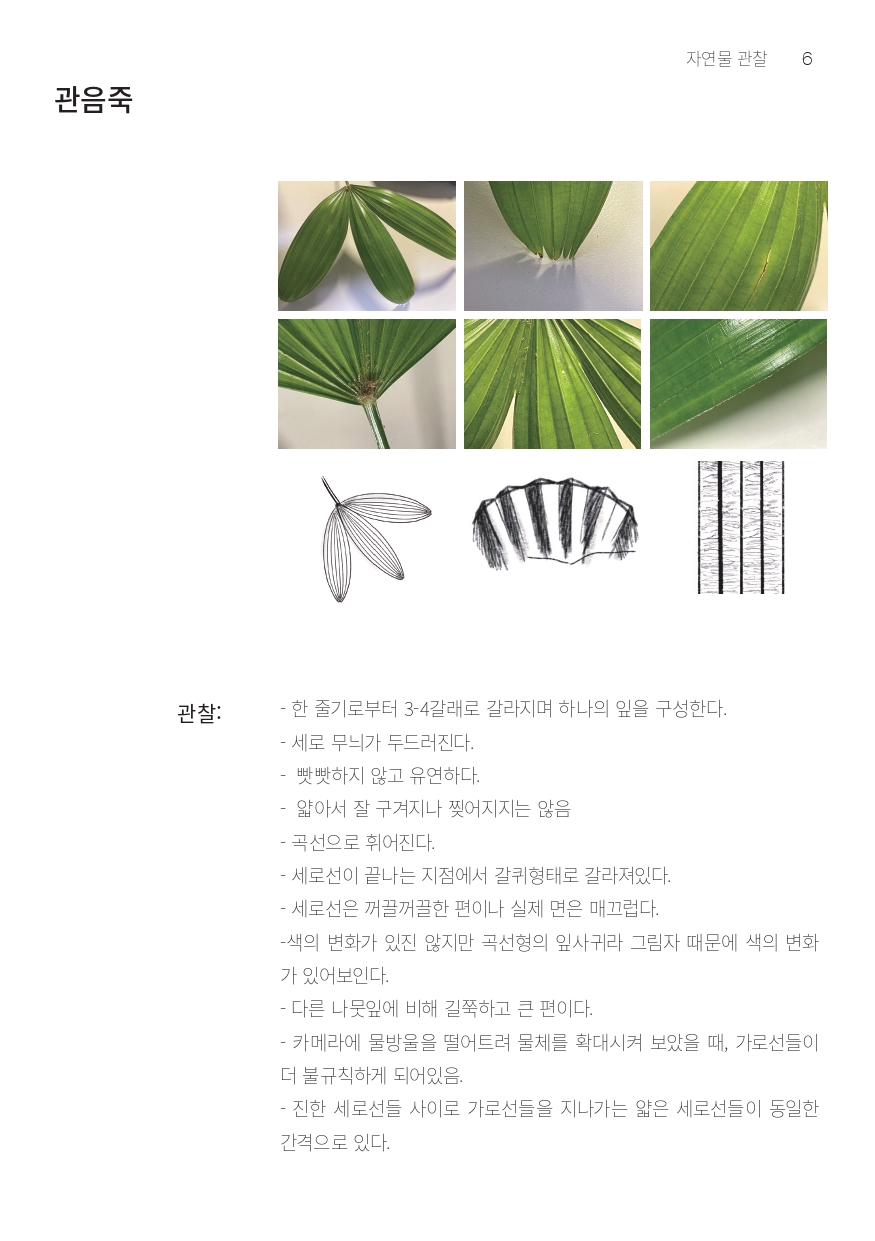 자연물 관찰 6
관음죽
관찰:
- 한 줄기로부터 3-4갈래로 갈라지며 하나의 잎을 구성한다.
- 세로 무늬가 두드러진다.
- 빳빳하지 않고 유연하다.
- 얇아서 잘 구겨지나 찢어지지는 않음
- 곡선으로 휘어진다.
- 세로선이 끝나는 지점에서 갈퀴형태로 갈라져있다.
- 세로선은 꺼끌꺼끌한 편이나 실제 면은 매끄럽다.
-색의 변화가 있진 않지만 곡선형의 잎사귀라 그림자 때문에 색의 변화
가 있어보인다.
- 다른 나뭇잎에 비해 길쭉하고 큰 편이다.
- 카메라에 물방울을 떨어트려 물체를 확대시켜 보았을 때, 가로선들이
더 불규칙하게 되어있음.
- 진한 세로선들 사이로 가로선들을 지나가는 얇은 세로선들이 동일한
간격으로 있다.